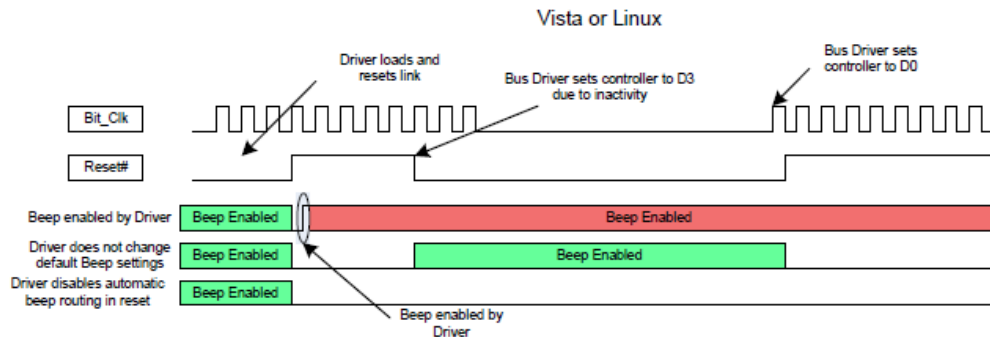 Vista or Linux
Driver loads and
resets link
Bus Driver sets controller to D3
due to inactivity
Bus Driver sets
controller to D0
Bit_Clk
Reset#
Beep enabled by Driver
Beep Enabled
Beep Enabled
Driver does not change
default Beep settings
Beep Enabled
Beep Enabled
Driver disables automatic
beep routing in reset
Beep Enabled
Beep enabled by
Driver